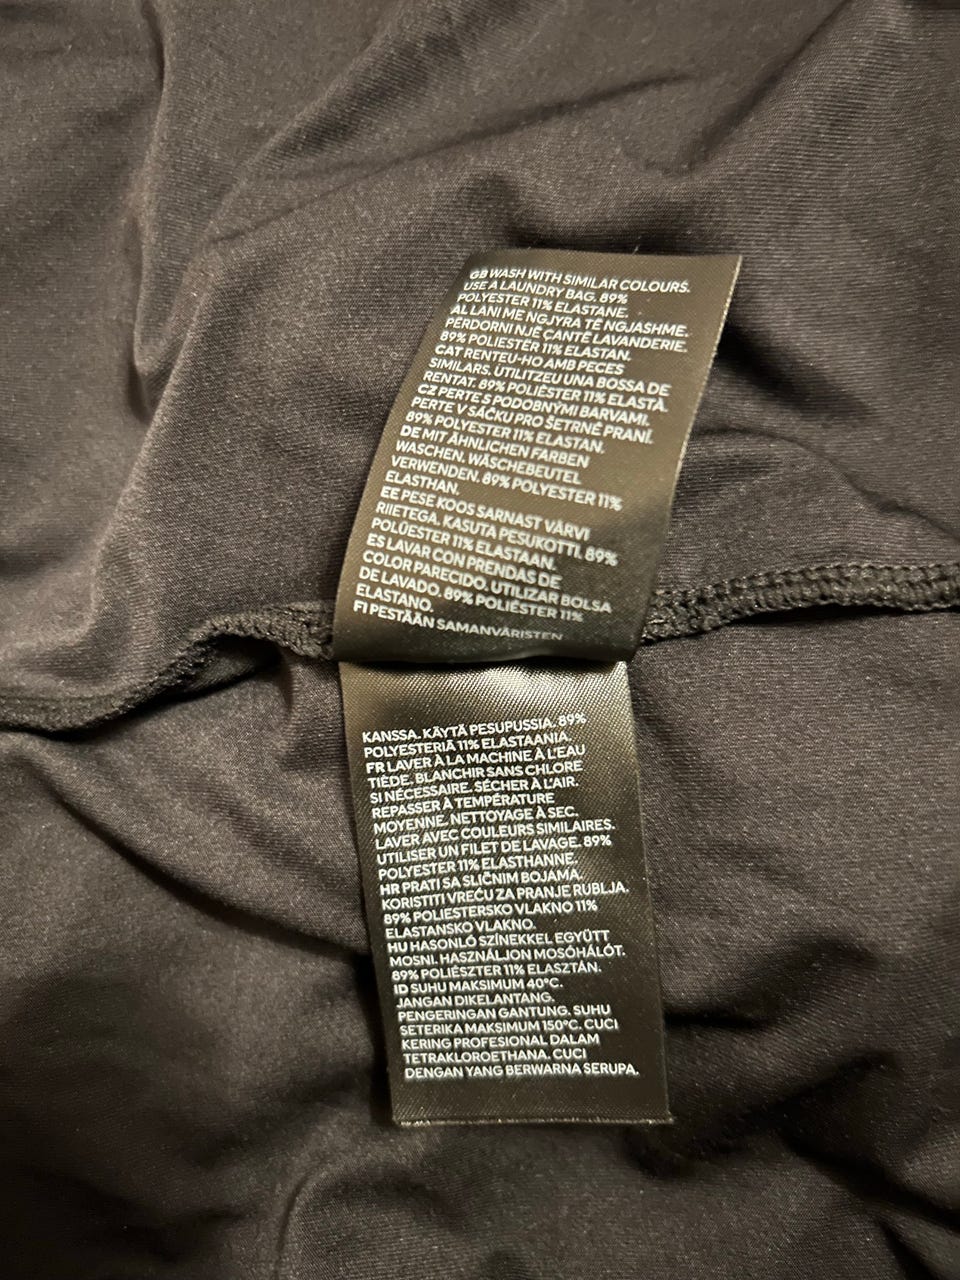 GB WASH WITH SIMILAR COLOURS.
USE A LAUNDRY BAG. 89%
POLYESTER 11% ELASTANE.
AL LANI ME NGJYRA TË NGJASHME.
PËRDORNI NJË ÇANTË LAVANDERIE.
89% POLIESTËR 11% ELASTAN.
CAT RENTEU-HO AMB PECES
SIMILARS. UTILITZEU UNA BOSSA DE
RENTAT. 89% POLIÈSTER 11% ELASTÀ.
CZ PERTE S PODOBNÝMI BARVAMI.
PERTE V SÁČKU PRO ŠETRNÉ PRANÍ.
89% POLYESTER 11% ELASTAN.
DE MIT ÄHNLICHEN FARBEN
WASCHEN. WÄSCHEBEUTEL
VERWENDEN. 89% POLYESTER 11%
ELASTHAN.
EE PESE KOOS SARNAST VÄRVI
RIIETEGA. KASUTA PESUKOTTI. 89%
POLÜESTER 11% ELASTAAN.
ES LAVAR CON PRENDAS DE
COLOR PARECIDO. UTILIZAR BOLSA
DE LAVADO. 89% POLIÉSTER 11%
ELASTANO.
FI PESTÄÄN SAMANVÄRISTEN
KANSSA. KÄYTÄ PESUPUSSIA. 89%
POLYESTERIÄ 11% ELASTAANIA.
FR LAVER À LA MACHINE À L'EAU
TIÈDE. BLANCHIR SANS CHLORE
SI NÉCESSAIRE. SÉCHER À L'AIR.
REPASSER À TEMPÉRATURE
MOYENNE. NETTOYAGE À SEC.
LAVER AVEC COULEURS SIMILAIRES.
UTILISER UN FILET DE LAVAGE. 89%
POLYESTER 11% ELASTHANNE.
HR PRATI SA SLIČNIM BOJAMA.
KORISTITI VREĆU ZA PRANJE RUBLJA.
89% POLIESTERSKO VLAKNO 11%
ELASTANSKO VLAKNO.
HU HASONLÓ SZÍNEKKEL EGYÜTT
MOSNI. HASZNÁLJON MOSÓHÁLÓT.
89% POLIÉSZTER 11% ELASZTÁN.
ID SUHU MAKSIMUM 40°C.
JANGAN DIKELANTANG.
PENGERINGAN GANTUNG. SUHU
SETERIKA MAKSIMUM 150°C. CUCI
KERING PROFESIONAL DALAM
TETRAKLOROETHANA. CUCI
DENGAN YANG BERWARNA SERUPA.